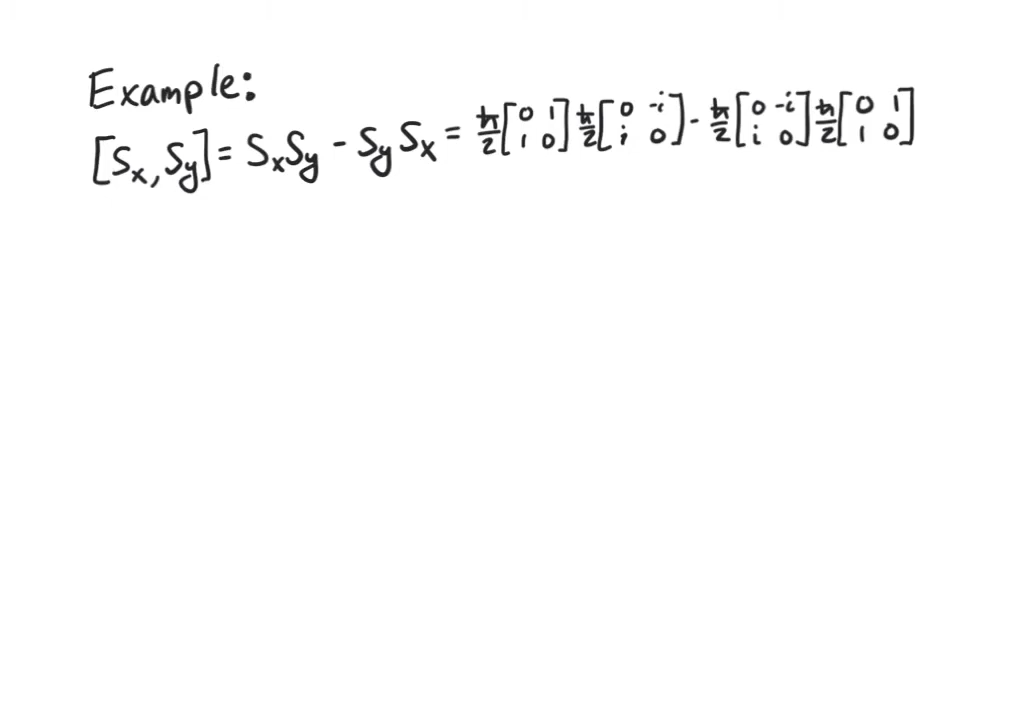 Example:
[Sx, Sy] = SxSy - SySx = ħ/2 [0 1; 1 0] ħ/2 [0 -i; i 0] - ħ/2 [0 -i; i 0] ħ/2 [0 1; 1 0]